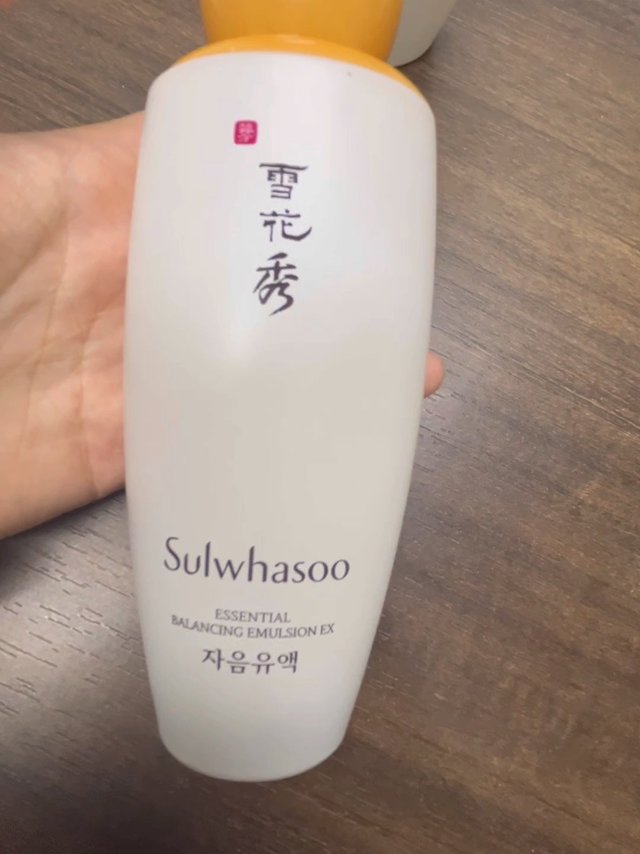 雪花秀
Sulwhasoo
ESSENTIAL
BALANCING EMULSION EX
자음유액